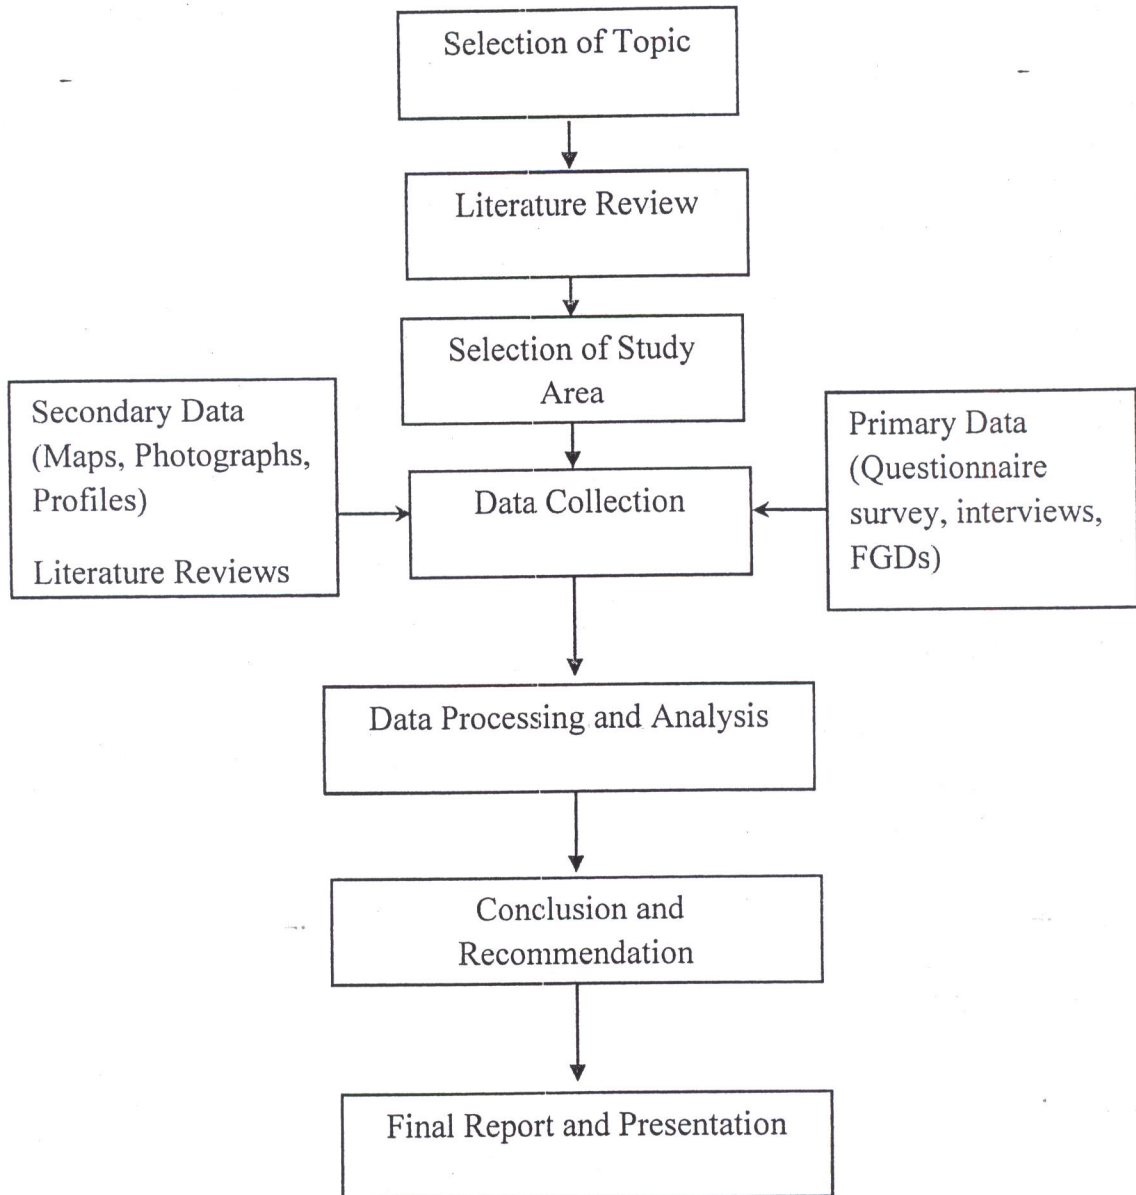 Selection of Topic
Literature Review
Selection of Study
Area
Secondary Data
(Maps, Photographs,
Profiles)
Literature Reviews
Data Collection
Primary Data
(Questionnaire
survey, interviews,
FGDs)
Data Processing and Analysis
Conclusion and
Recommendation
Final Report and Presentation